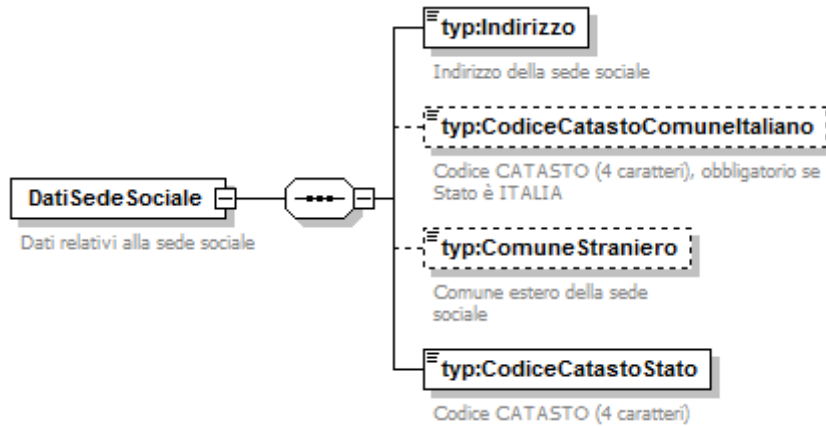 typ:Indirizzo
Indirizzo della sede sociale
typ:CodiceCatastoComuneItaliano
Codice CATASTO (4 caratteri), obbligatorio se
Stato è ITALIA
DatiSedeSociale
Dati relativi alla sede sociale
typ:ComuneStraniero
Comune estero della sede
sociale
typ:CodiceCatastoStato
Codice CATASTO (4 caratteri)